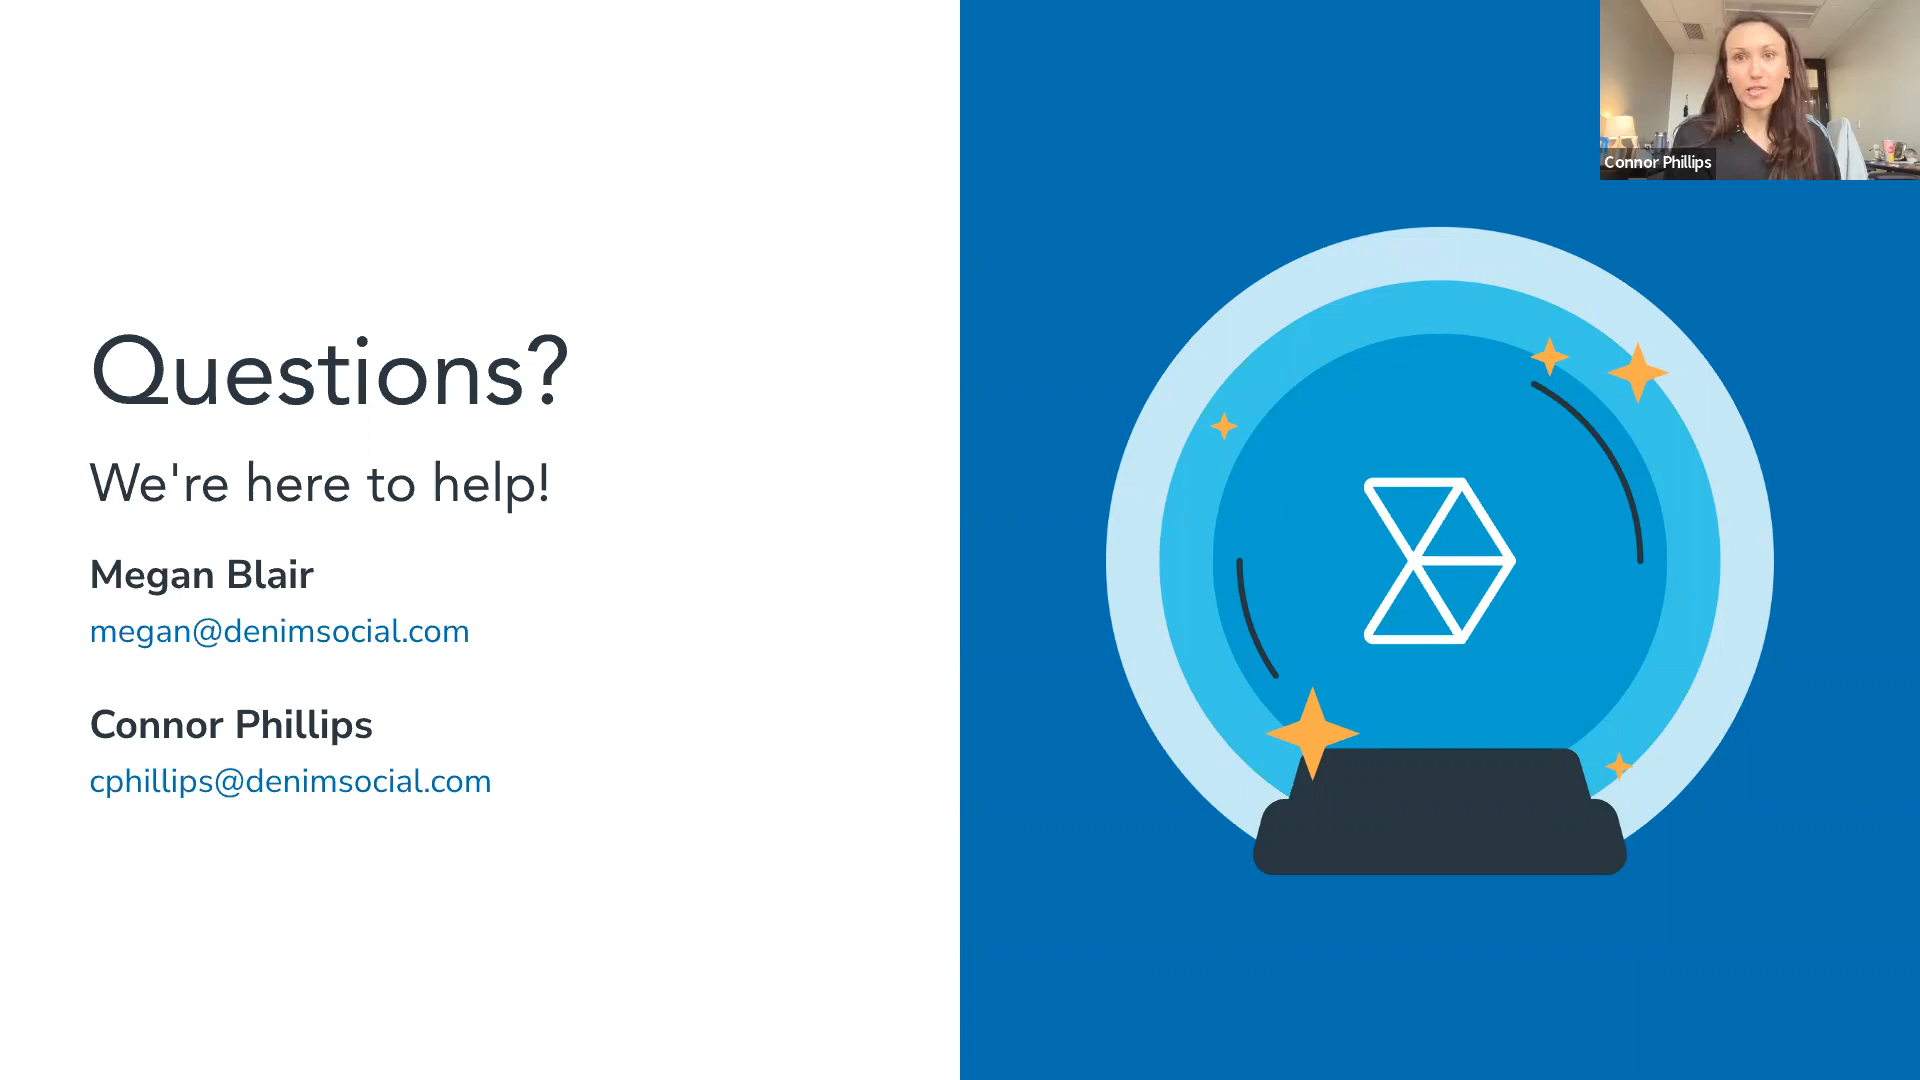 Questions?
We're here to help!
Megan Blair
megan@denimsocial.com
Connor Phillips
cphillips@denimsocial.com
Connor Phillips